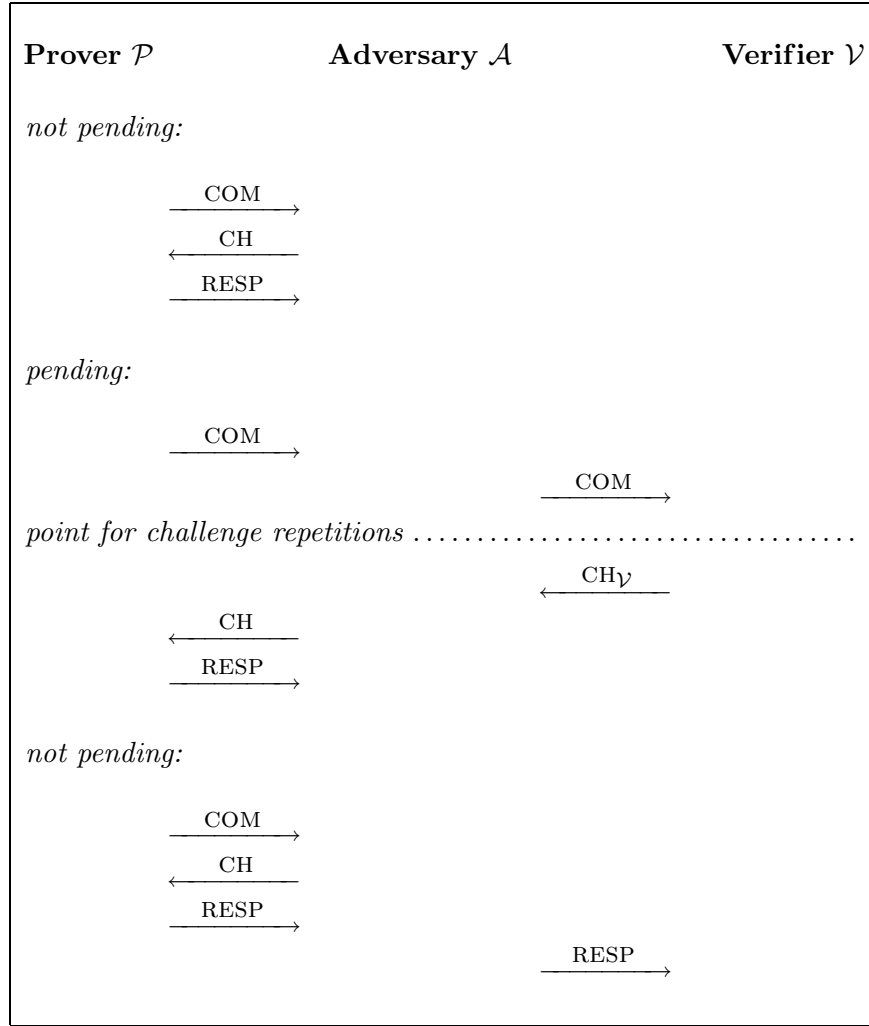 Prover 𝒫 Adversary 𝒜 Verifier 𝒱
not pending:
COM
CH
RESP
pending:
COM
COM
point for challenge repetitions ...................................
CH𝒱
CH
RESP
not pending:
COM
CH
RESP
RESP